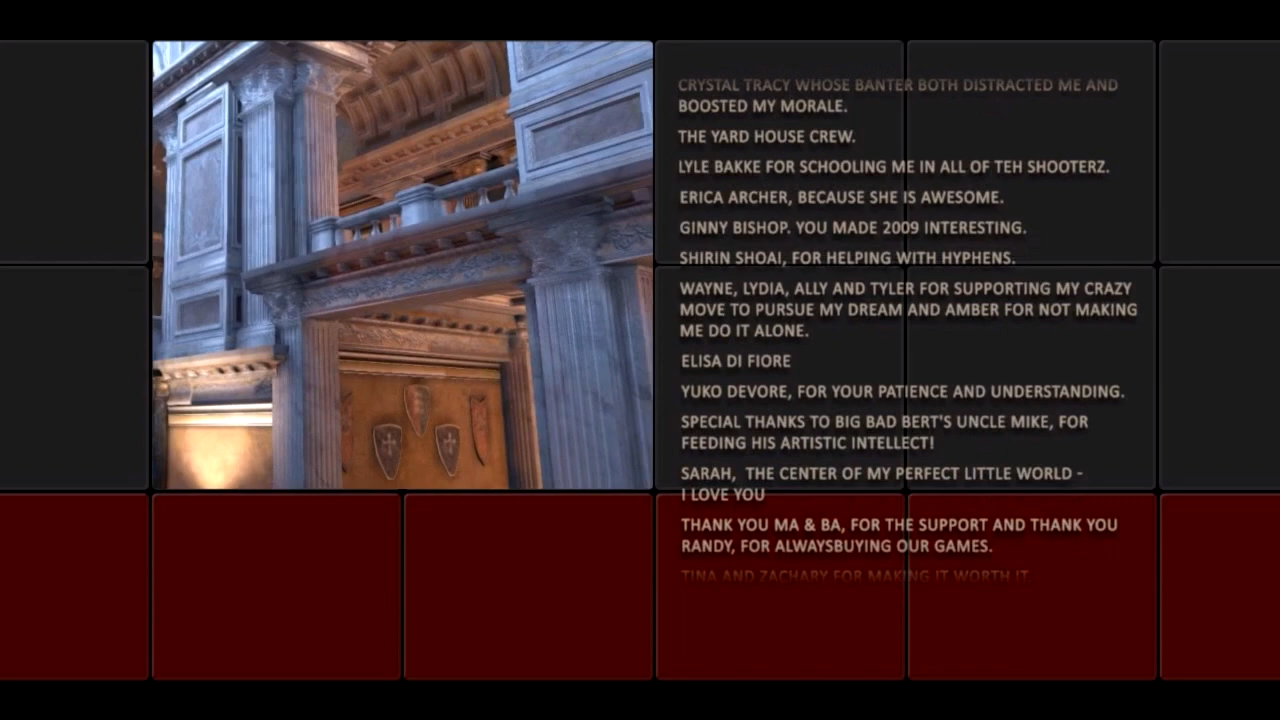 CRYSTAL TRACY WHOSE BANTER BOTH DISTRACTED ME AND
BOOSTED MY MORALE.
THE YARD HOUSE CREW.
LYLE BAKKE FOR SCHOOLING ME IN ALL OF TEH SHOOTERZ.
ERICA ARCHER, BECAUSE SHE IS AWESOME.
GINNY BISHOP. YOU MADE 2009 INTERESTING.
SHIRIN SHOAI, FOR HELPING WITH HYPHENS.
WAYNE, LYDIA, ALLY AND TYLER FOR SUPPORTING MY CRAZY
MOVE TO PURSUE MY DREAM AND AMBER FOR NOT MAKING
ME DO IT ALONE.
ELISA DI FIORE
YUKO DEVORE, FOR YOUR PATIENCE AND UNDERSTANDING.
SPECIAL THANKS TO BIG BAD BERT'S UNCLE MIKE, FOR
FEEDING HIS ARTISTIC INTELLECT!
SARAH, THE CENTER OF MY PERFECT LITTLE WORLD -
I LOVE YOU
THANK YOU MA & BA, FOR THE SUPPORT AND THANK YOU
RANDY, FOR ALWAYSBUYING OUR GAMES.
TINA AND ZACHARY FOR MAKING IT WORTH IT